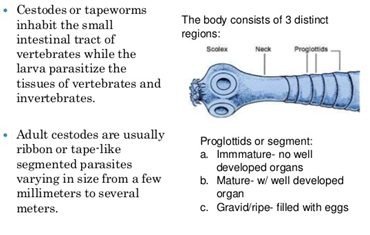 • Cestodes or tapeworms
inhabit the small
intestinal tract of
vertebrates while the
larva parasitize the
tissues of vertebrates and
invertebrates.
• Adult cestodes are usually
ribbon or tape-like
segmented parasites
varying in size from a few
millimeters to several
meters.
The body consists of 3 distinct
regions:
Scolex Neck Proglottids
Proglottids or segment:
a. Immmature- no well
developed organs
b. Mature- w/ well developed
organ
c. Gravid/ripe- filled with eggs